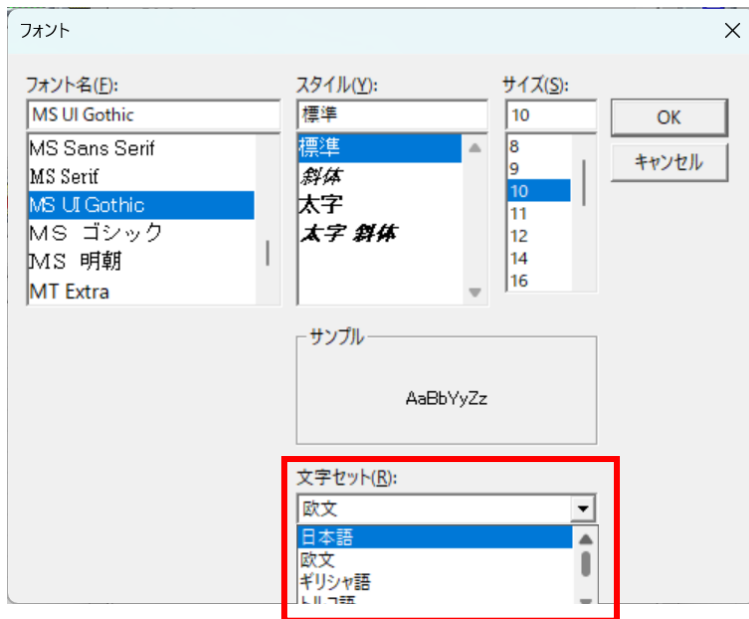 フォント
フォント名(F):
MS UI Gothic
MS Sans Serif
MS Serif
MS UI Gothic
MS ゴシック
MS 明朝
MT Extra
スタイル(Y):
標準
標準
斜体
太字
太字 斜体
サイズ(S):
10
8
9
10
11
12
14
16
OK
キャンセル
サンプル
AaBbYyZz
文字セット(R):
欧文
日本語
欧文
ギリシャ語
トルコ語